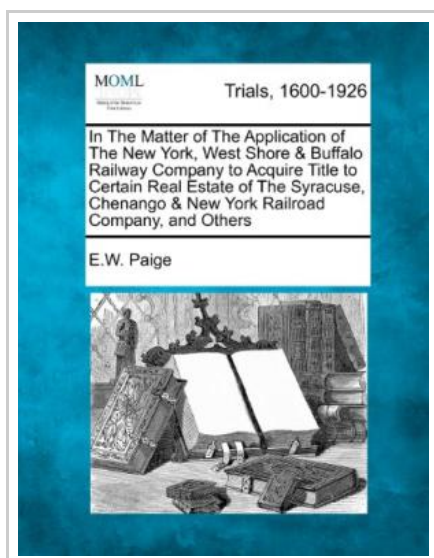 MOML
Trials, 1600-1926
In The Matter of The Application of
The New York, West Shore & Buffalo
Railway Company to Acquire Title to
Certain Real Estate of The Syracuse,
Chenango & New York Railroad
Company, and Others
E.W. Paige